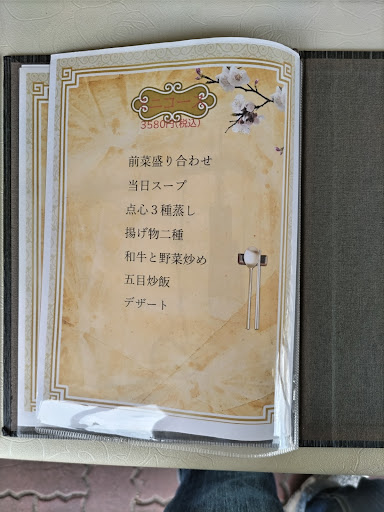 3580円(税込)
前菜盛り合わせ
当日スープ
点心3種蒸し
揚げ物二種
和牛と野菜炒め
五目炒飯
デザート